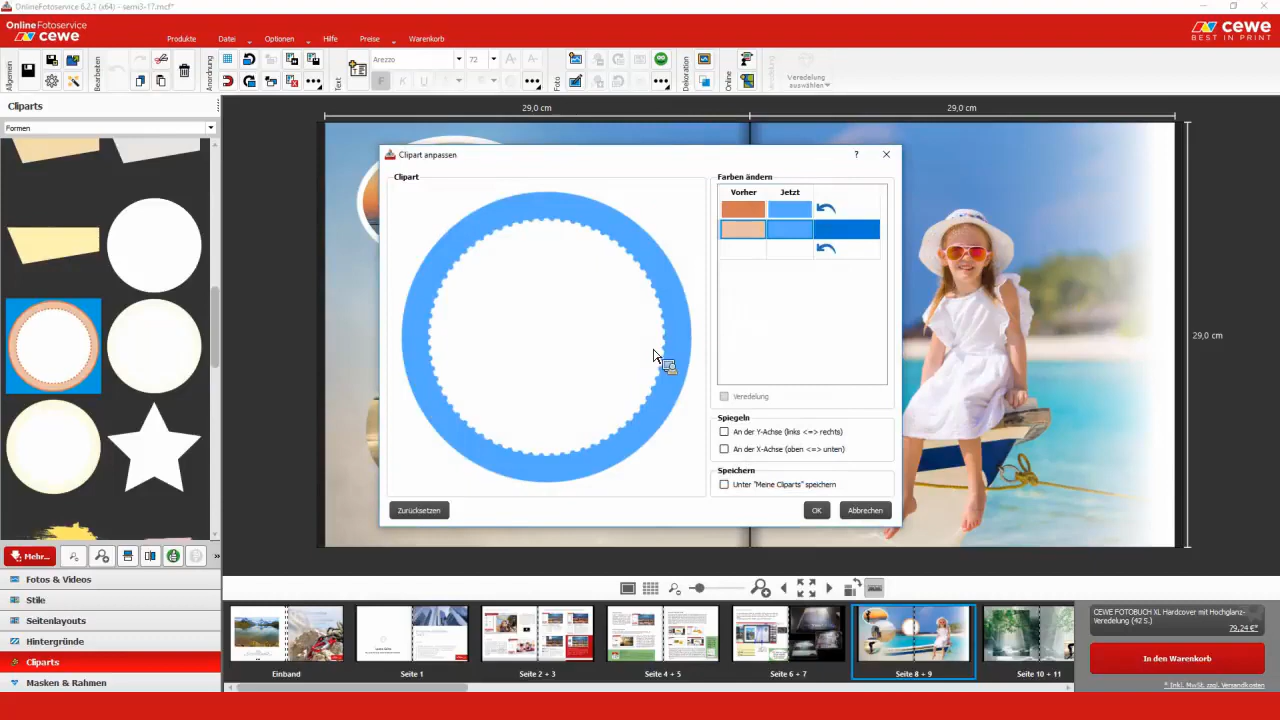 OnlineFotoservice 6.2.1 (x64) - semi3-17.mcf*
OnlineFotoservice
cewe
Produkte
Datei
Optionen
Hilfe
Preise
Warenkorb
cewe
BEST IN PRINT
Allgemein
Bearbeiten
Anordnung
Text
Arezzo
72
F
K
U
Foto
Dekoration
Online
Veredelung
auswählen
Cliparts
Formen
29,0 cm
29,0 cm
29,0 cm
Clipart anpassen
?
Clipart
Farben ändern
Vorher
Jetzt
Veredelung
Spiegeln
An der Y-Achse (links <=> rechts)
An der X-Achse (oben <=> unten)
Speichern
Unter "Meine Cliparts" speichern
Zurücksetzen
OK
Abbrechen
Mehr...
Fotos & Videos
Stile
Seitenlayouts
Hintergründe
Cliparts
Masken & Rahmen
Einband
Seite 1
Seite 2 + 3
Seite 4 + 5
Seite 6 + 7
Seite 8 + 9
Seite 10 + 11
CEWE FOTOBUCH XL Hardcover mit Hochglanz-
Veredelung (42 S.)
79,24 €*
In den Warenkorb
* Inkl. MwSt. zzgl. Versandkosten